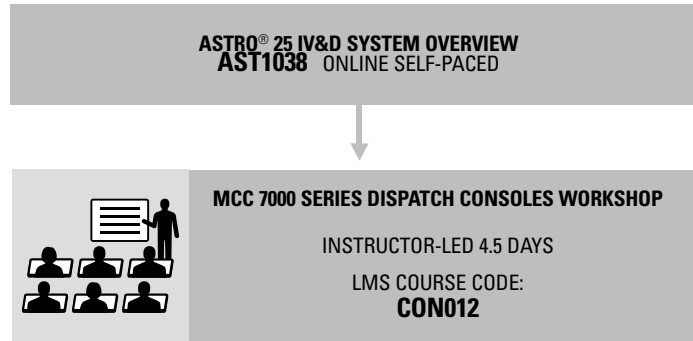 ASTRO® 25 IV&D SYSTEM OVERVIEW
AST1038 ONLINE SELF-PACED
MCC 7000 SERIES DISPATCH CONSOLES WORKSHOP
INSTRUCTOR-LED 4.5 DAYS
LMS COURSE CODE:
CON012